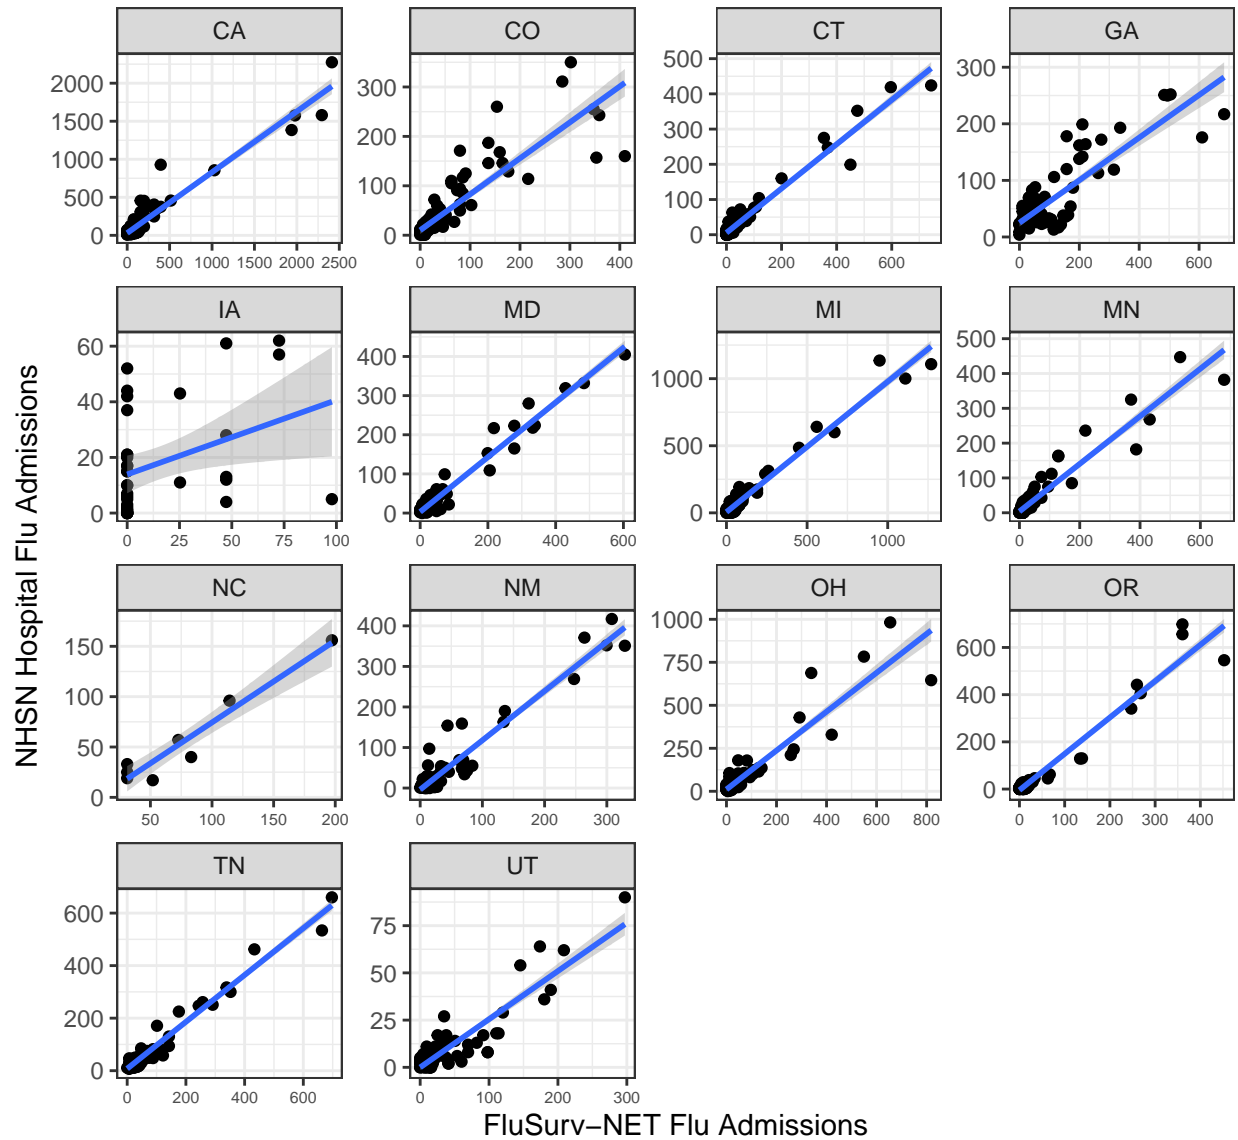 CA
CO
CT
GA
2000
1500
1000
500
0
0 500 1000 1500 2000 2500
300
200
100
0
0 100 200 300 400
500
400
300
200
100
0
0 200 400 600
300
200
100
0
0 200 400 600
IA
MD
MI
MN
60
40
20
0
0 25 50 75 100
400
300
200
100
0
0 200 400 600
1000
500
0
0 500 1000
500
400
300
200
100
0
0 200 400 600
NC
NM
OH
OR
150
100
50
0
50 100 150 200
400
300
200
100
0
0 100 200 300
1000
750
500
250
0
0 200 400 600 800
600
400
200
0
0 100 200 300 400
TN
UT
600
400
200
0
0 200 400 600
75
50
25
0
0 100 200 300
NHSN Hospital Flu Admissions
FluSurv−NET Flu Admissions